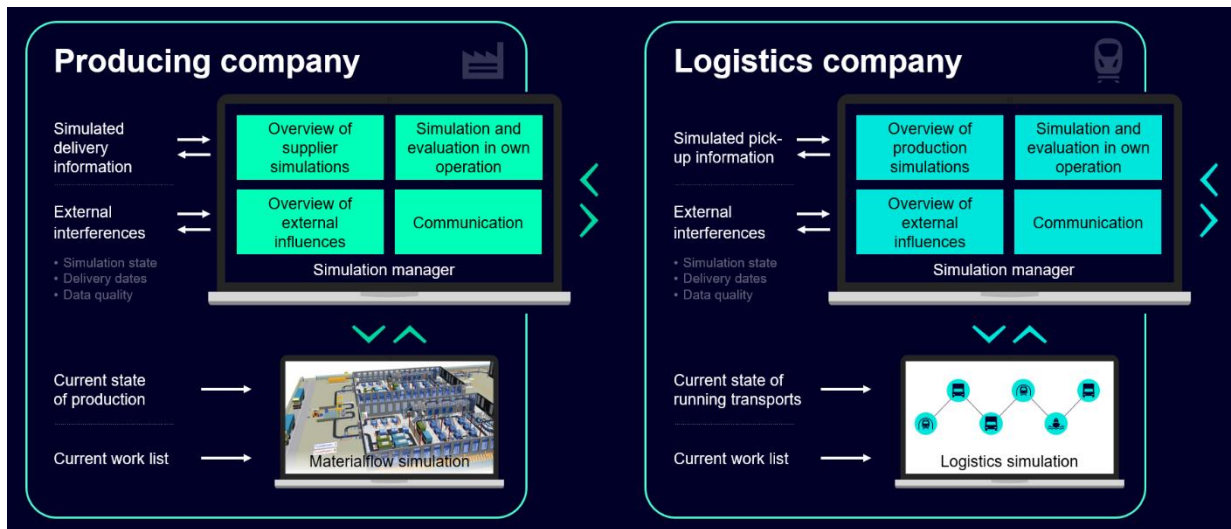 Producing company
Simulated
delivery
information
External
interferences
• Simulation state
• Delivery dates
• Data quality
Overview of
supplier
simulations
Simulation and
evaluation in own
operation
Overview of
external
influences
Communication
Simulation manager
Current state
of production
Current work list
Materialflow simulation
Logistics company
Simulated pick-
up information
External
interferences
• Simulation state
• Delivery dates
• Data quality
Overview of
production
simulations
Simulation and
evaluation in own
operation
Overview of
external
influences
Communication
Simulation manager
Current state of
running transports
Current work list
Logistics simulation